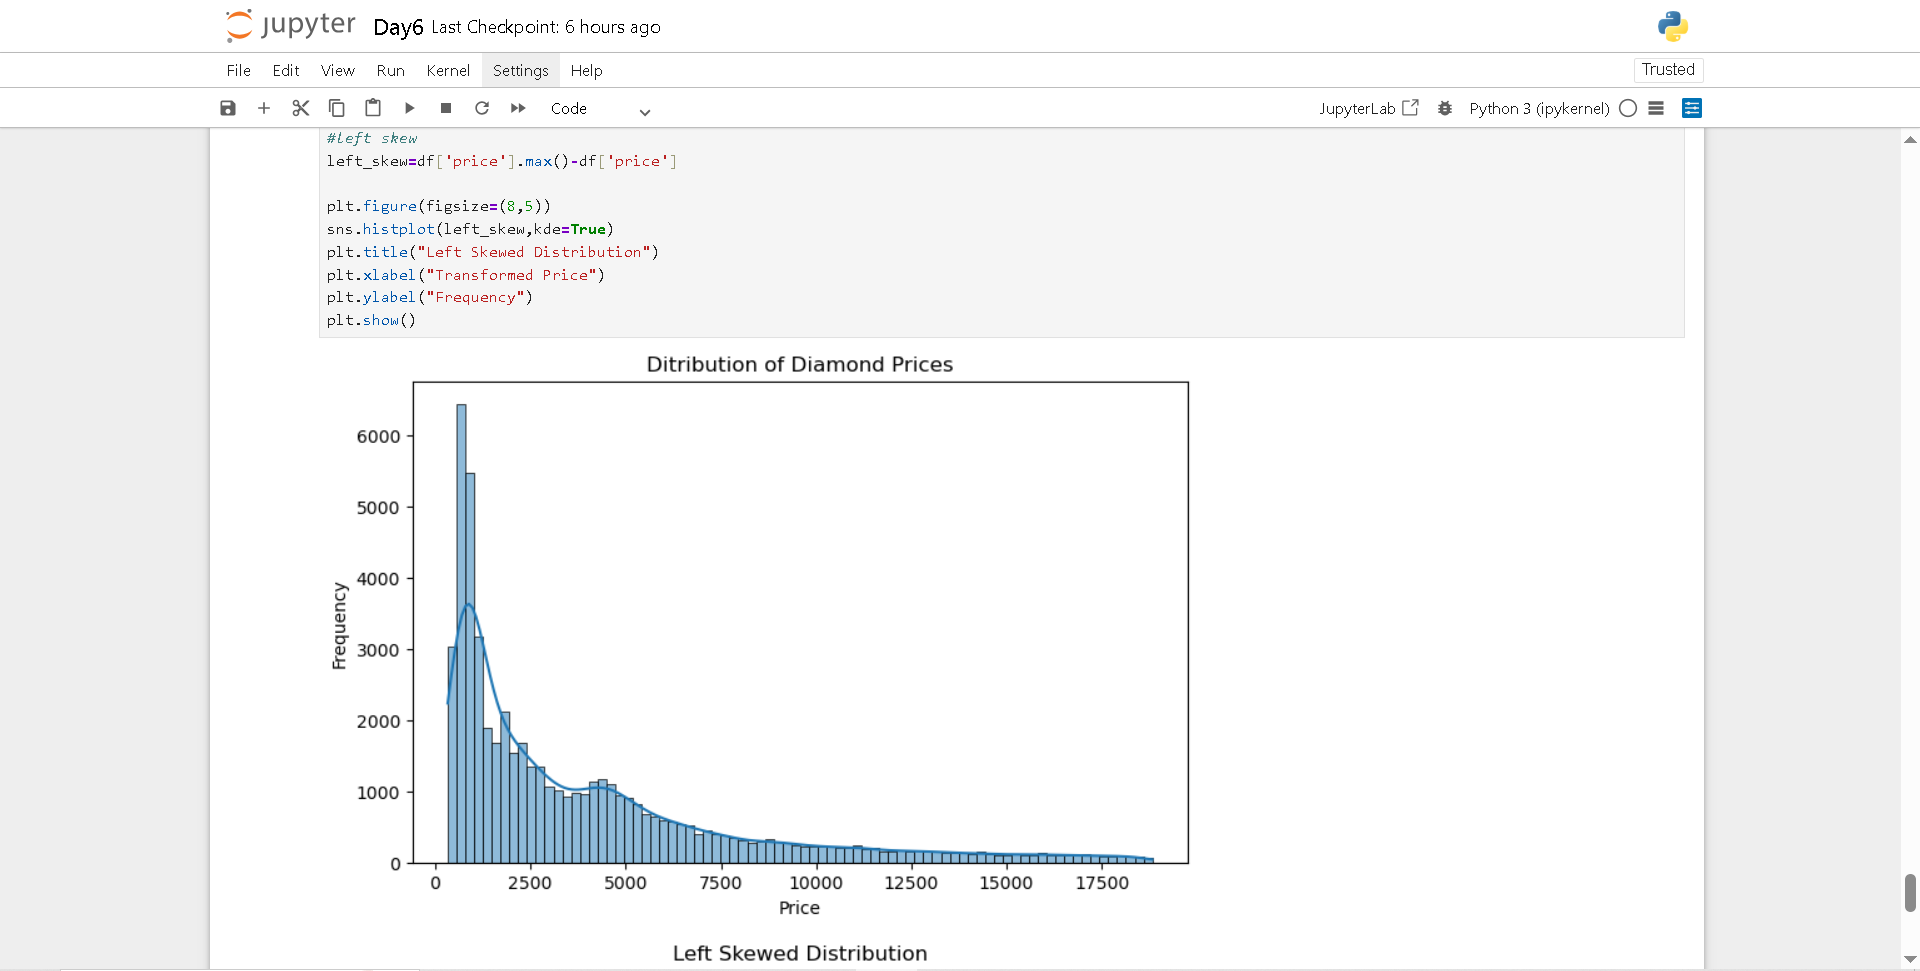 jupyter Day6 Last Checkpoint: 6 hours ago
File Edit View Run Kernel Settings Help Trusted
Code JupyterLab Python 3 (ipykernel)
#left skew
left_skew=df['price'].max()-df['price']
plt.figure(figsize=(8,5))
sns.histplot(left_skew,kde=True)
plt.title("Left Skewed Distribution")
plt.xlabel("Transformed Price")
plt.ylabel("Frequency")
plt.show()
Ditribution of Diamond Prices
6000
5000
4000
3000
2000
1000
0
Frequency
0 2500 5000 7500 10000 12500 15000 17500
Price
Left Skewed Distribution